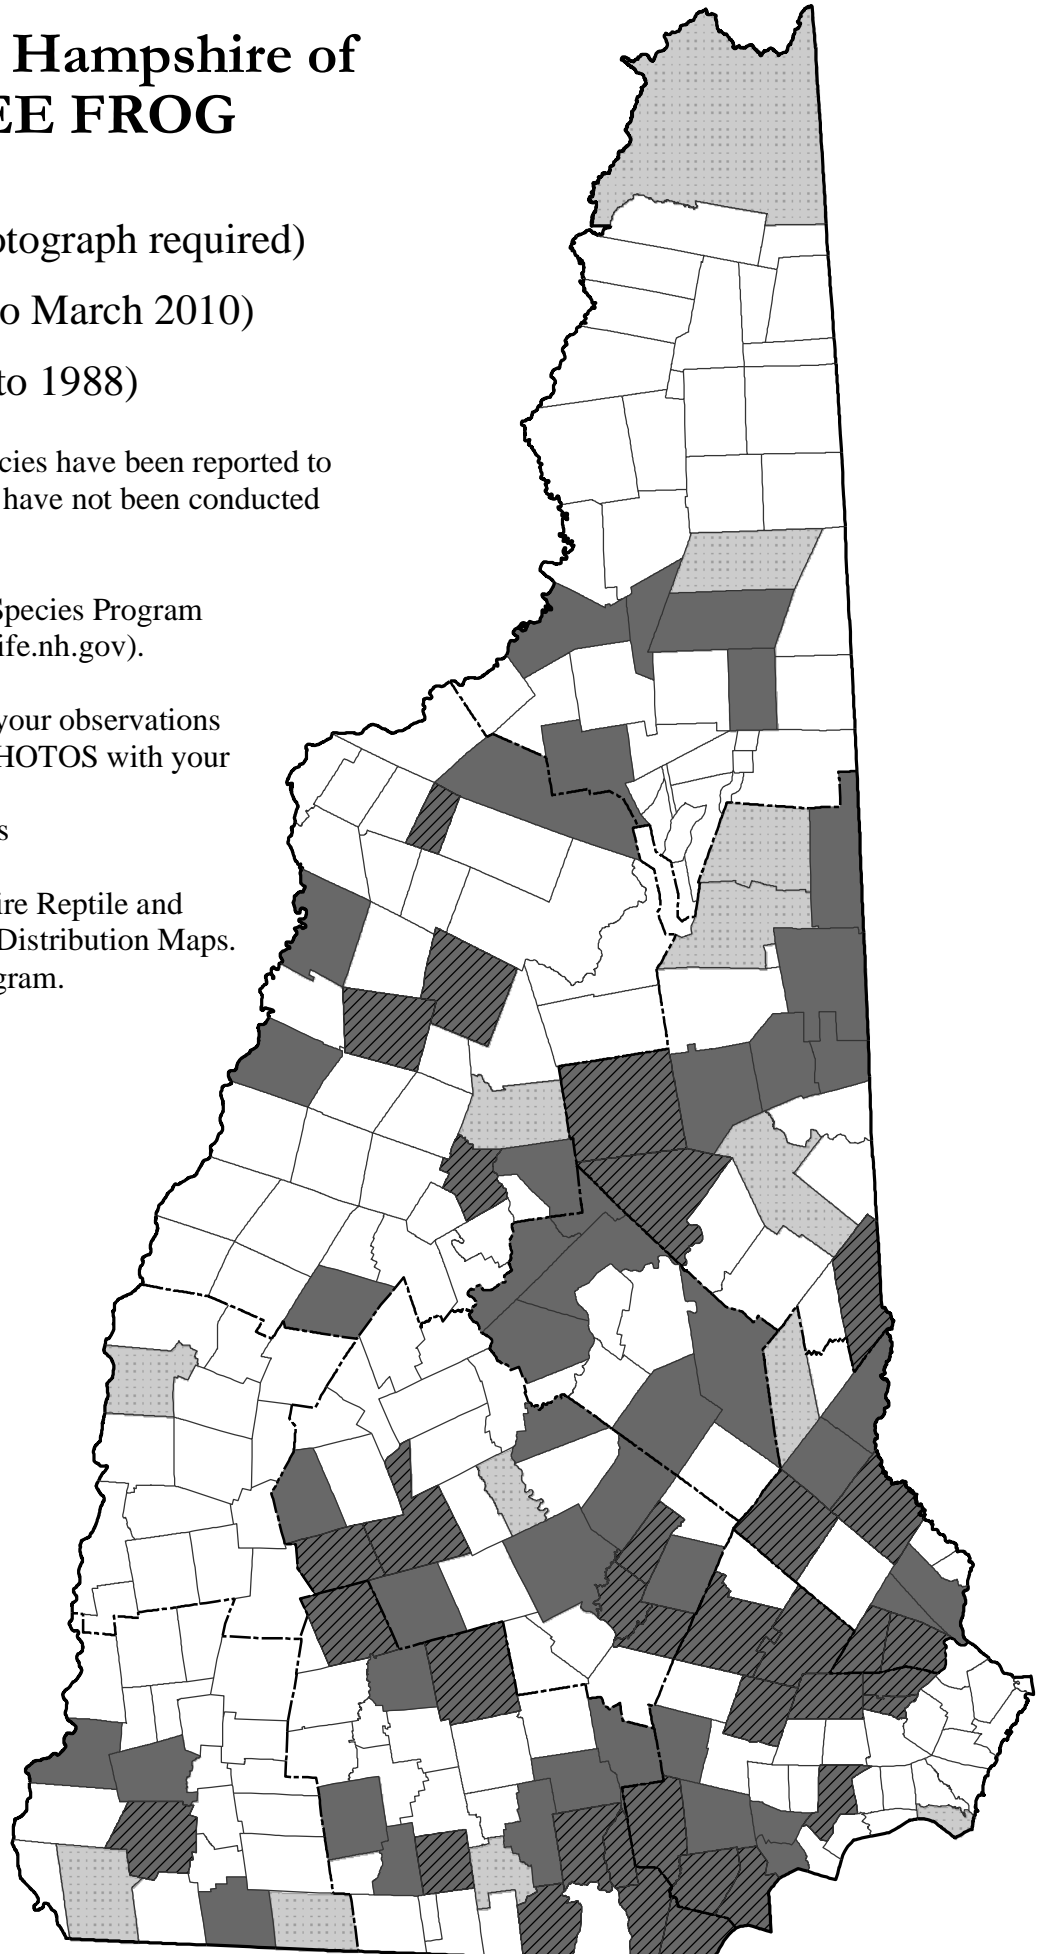 Hampshire of
EE FROG
otograph required)
o March 2010)
to 1988)
cies have been reported to
have not been conducted
Species Program
ife.nh.gov).
your observations
HOTOS with your
s
ire Reptile and
Distribution Maps.
gram.